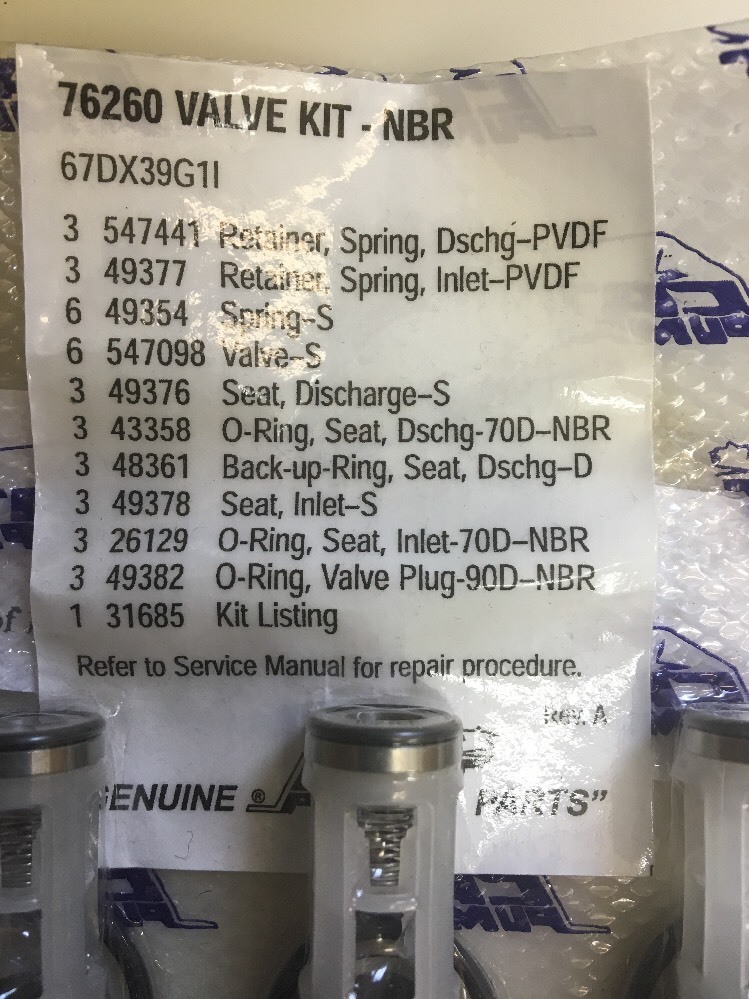 76260 VALVE KIT - NBR
67DX39G1I
3 547441 Retainer, Spring, Dschg-PVDF
3 49377 Retainer, Spring, Inlet-PVDF
6 49354 Spring-S
6 547098 Valve-S
3 49376 Seat, Discharge-S
3 43358 O-Ring, Seat, Dschg-70D-NBR
3 48361 Back-up-Ring, Seat, Dschg-D
3 49378 Seat, Inlet-S
3 26129 O-Ring, Seat, Inlet-70D-NBR
3 49382 O-Ring, Valve Plug-90D-NBR
1 31685 Kit Listing
Refer to Service Manual for repair procedure.
Rev. A
ENUINE ® PARTS”